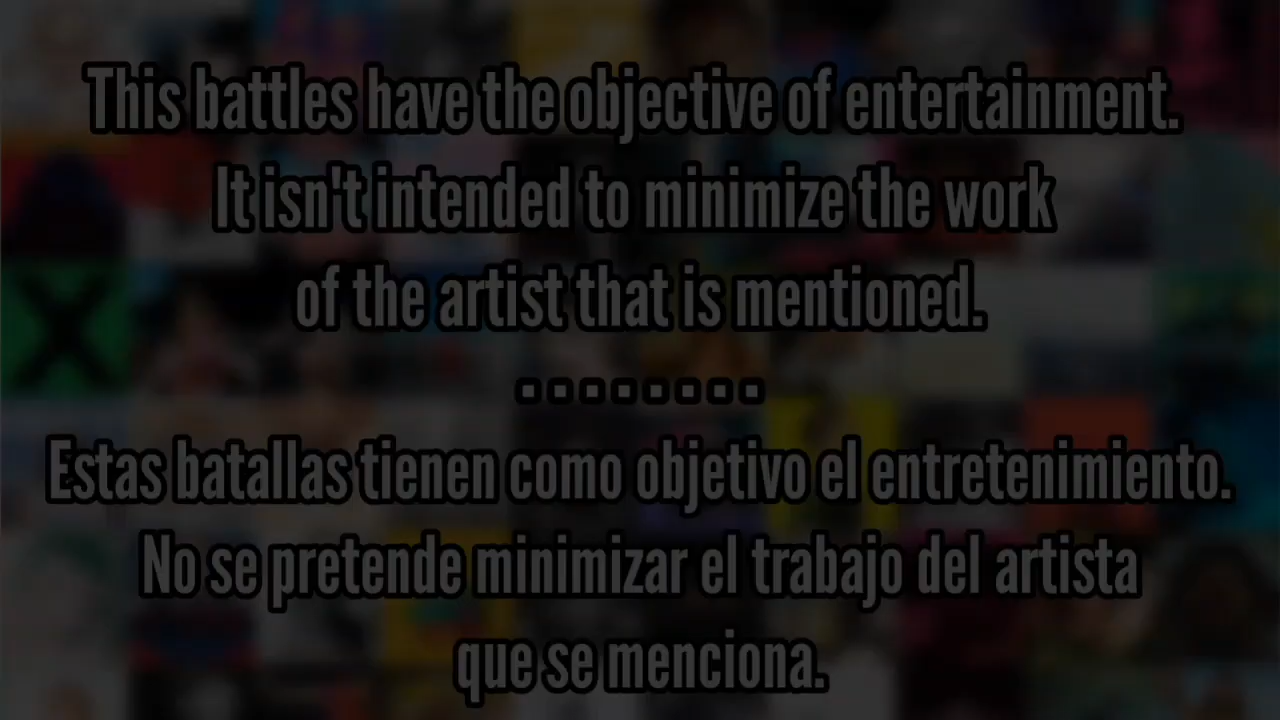 This battles have the objective of entertainment.
It isn't intended to minimize the work
of the artist that is mentioned.
........
Estas batallas tienen como objetivo el entretenimiento.
No se pretende minimizar el trabajo del artista
que se menciona.